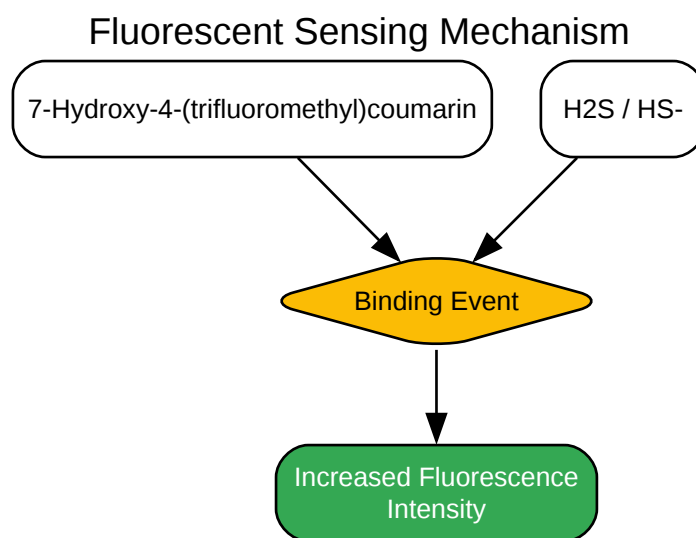 Fluorescent Sensing Mechanism
7-Hydroxy-4-(trifluoromethyl)coumarin
H2S / HS-
Binding Event
Increased Fluorescence
Intensity